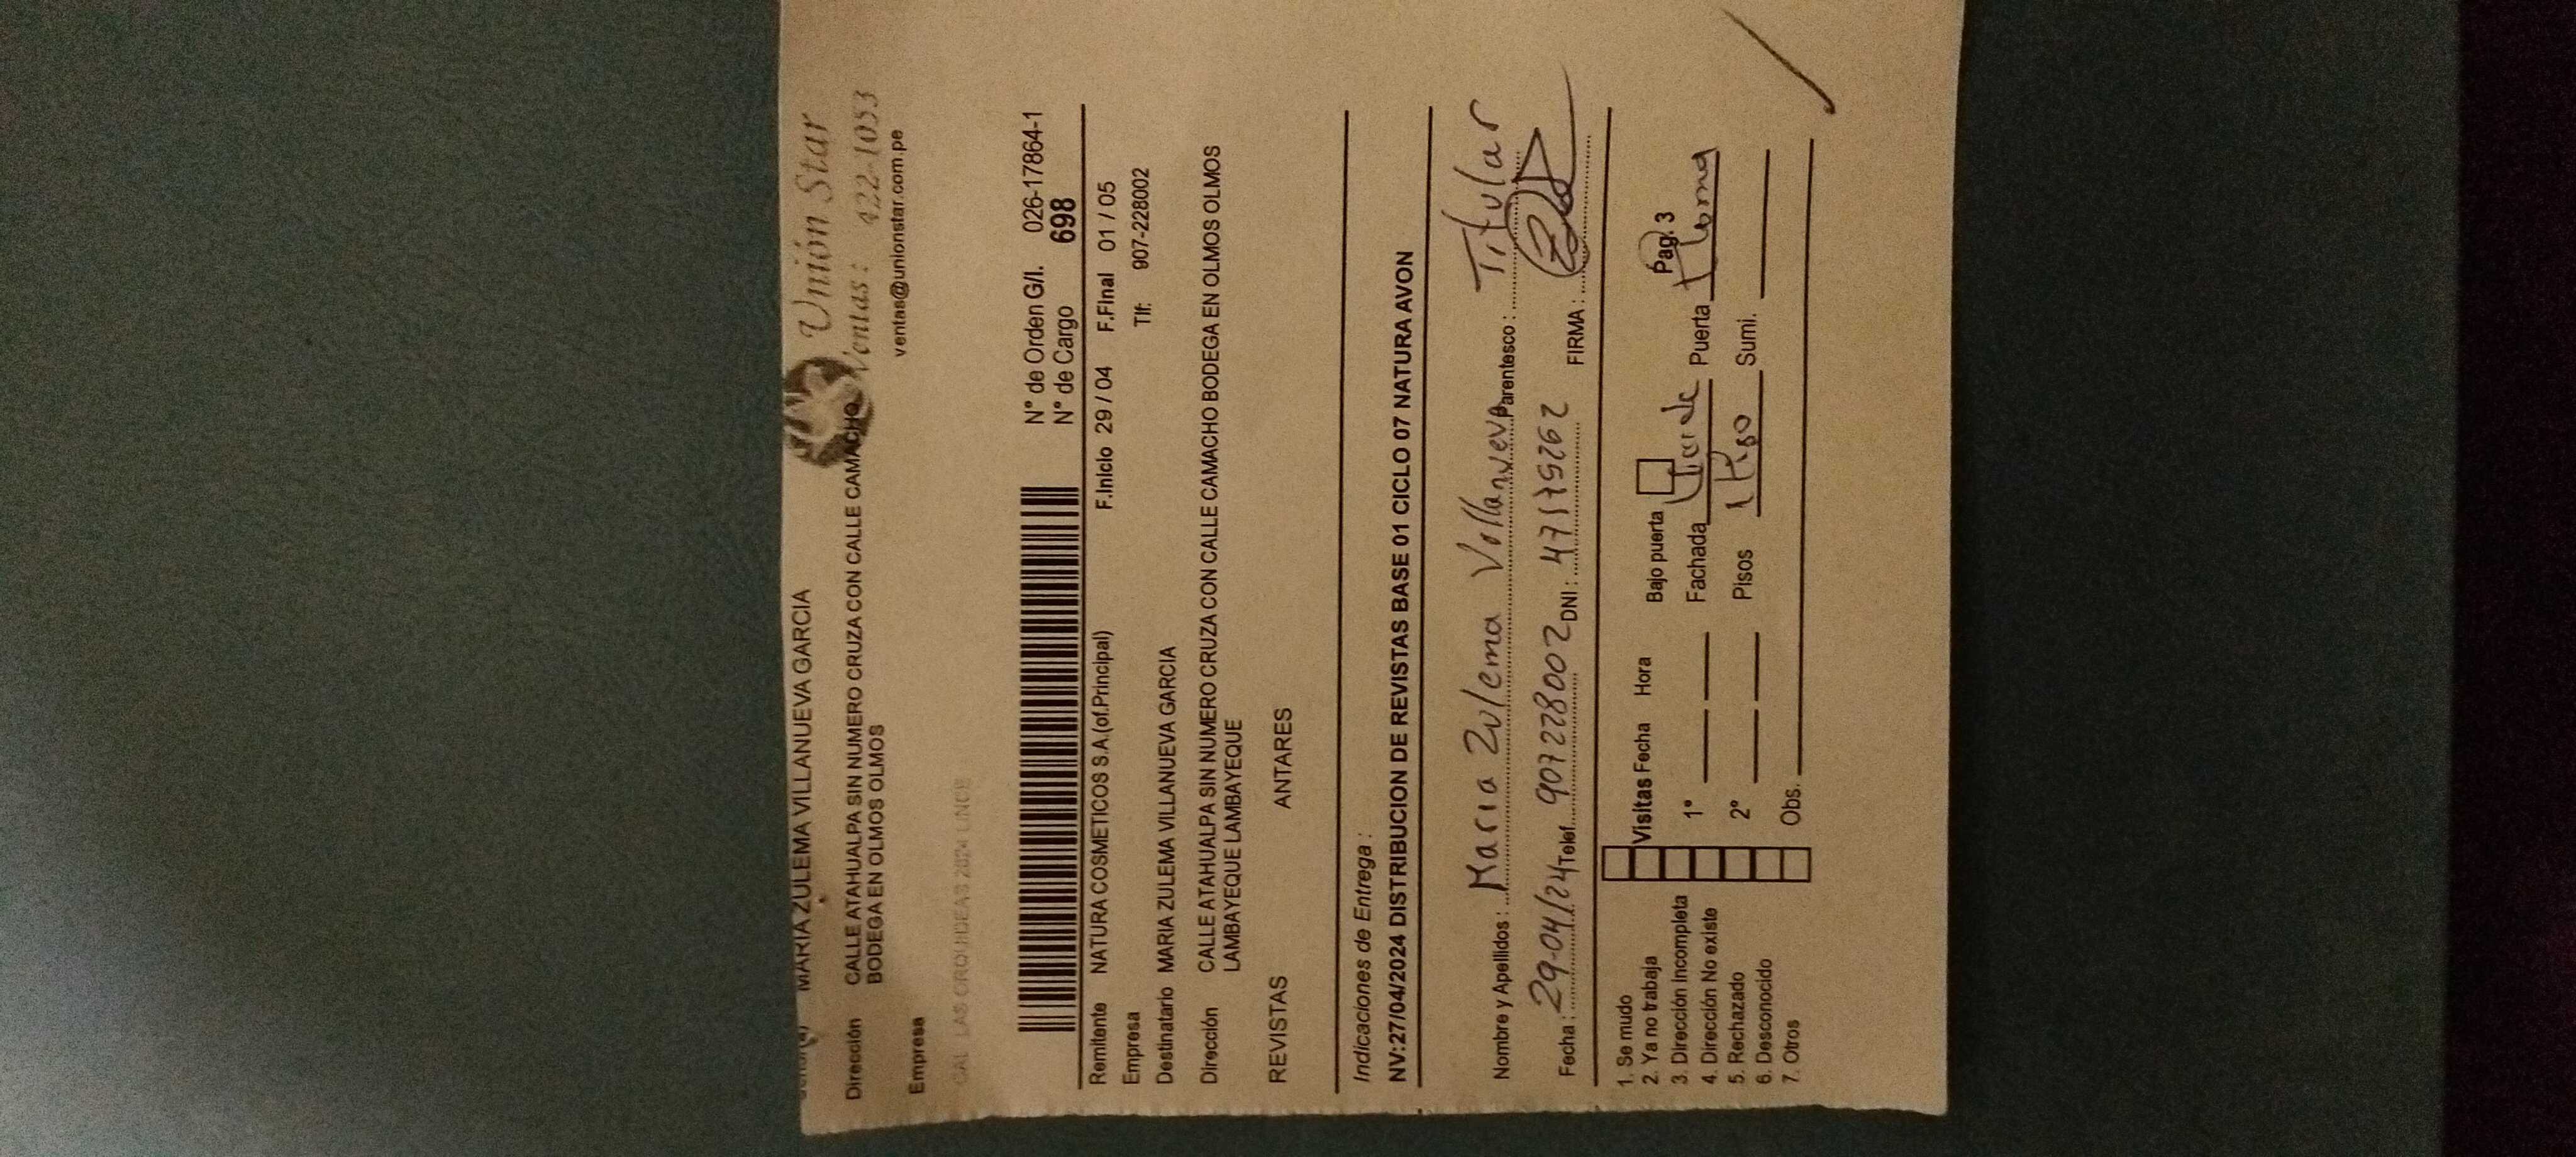 MARIA ZULEMA VILLANUEVA GARCIA
Unión Star
Dirección CALLE ATAHUALPA SIN NUMERO CRUZA CON CALLE CAMACHO
BODEGA EN OLMOS OLMOS
Ventas : 422-1053
ventas@unionstar.com.pe
Empresa
N° de Orden G/I. 026-17864-1
N° de Cargo 698
Remitente NATURA COSMETICOS S.A.(of.Principal) F.Inicio 29 / 04 F.Final 01 / 05
Empresa Tlf: 907-228002
Destinatario MARIA ZULEMA VILLANUEVA GARCIA
Dirección CALLE ATAHUALPA SIN NUMERO CRUZA CON CALLE CAMACHO BODEGA EN OLMOS OLMOS
LAMBAYEQUE LAMBAYEQUE
REVISTAS ANTARES
Indicaciones de Entrega :
NV:27/04/2024 DISTRIBUCION DE REVISTAS BASE 01 CICLO 07 NATURA AVON
Nombre y Apellidos : Maria Zulema Villanueva Parentesco : Titular
Fecha : 29-04/24 Telef. 907228002 DNI : 47175262 FIRMA :
1. Se mudo
2. Ya no trabaja Visitas Fecha Hora Bajo puerta Pag. 3
3. Dirección Incompleta 1° Fachada Puerta
4. Dirección No existe
5. Rechazado 2° Pisos 1 Piso Sumi.
6. Desconocido
7. Otros Obs.